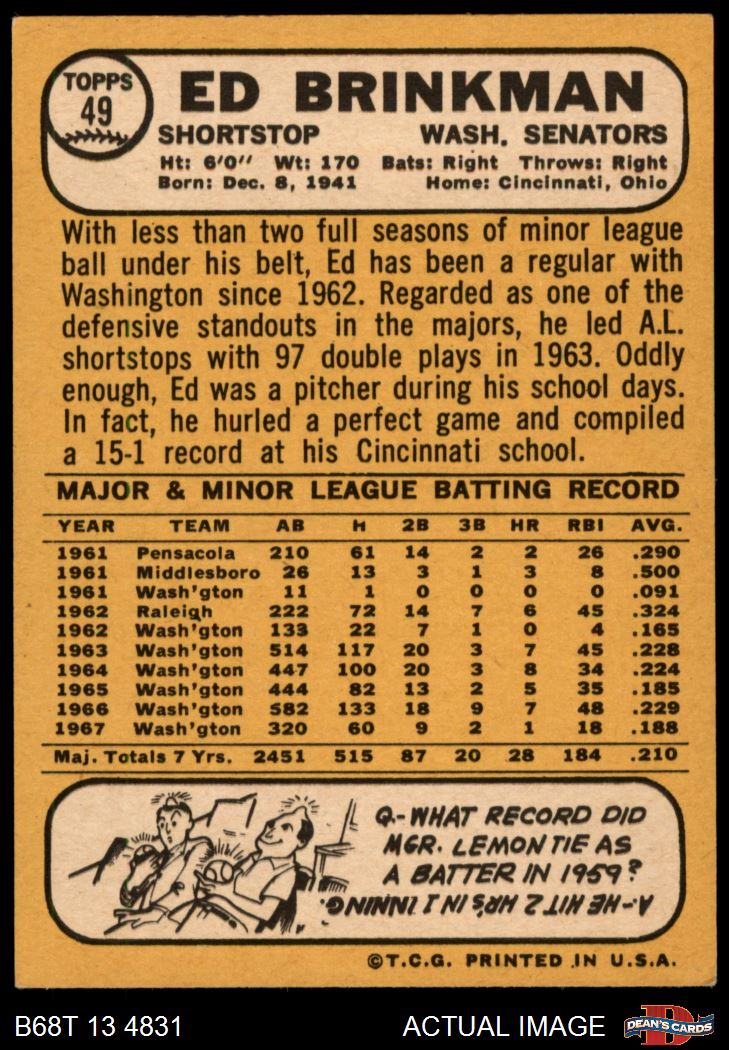 TOPPS
49
ED BRINKMAN
SHORTSTOP WASH. SENATORS
Ht: 6'0'' Wt: 170 Bats: Right Throws: Right
Born: Dec. 8, 1941 Home: Cincinnati, Ohio
With less than two full seasons of minor league
ball under his belt, Ed has been a regular with
Washington since 1962. Regarded as one of the
defensive standouts in the majors, he led A.L.
shortstops with 97 double plays in 1963. Oddly
enough, Ed was a pitcher during his school days.
In fact, he hurled a perfect game and compiled
a 15-1 record at his Cincinnati school.
MAJOR & MINOR LEAGUE BATTING RECORD
YEAR TEAM AB H 2B 3B HR RBI AVG.
1961 Pensacola 210 61 14 2 2 26 .290
1961 Middlesboro 26 13 3 1 3 8 .500
1961 Wash'gton 11 1 0 0 0 0 .091
1962 Raleigh 222 72 14 7 6 45 .324
1962 Wash'gton 133 22 7 1 0 4 .165
1963 Wash'gton 514 117 20 3 7 45 .228
1964 Wash'gton 447 100 20 3 8 34 .224
1965 Wash'gton 444 82 13 2 5 35 .185
1966 Wash'gton 582 133 18 9 7 48 .229
1967 Wash'gton 320 60 9 2 1 18 .188
Maj. Totals 7 Yrs. 2451 515 87 20 28 184 .210
Q-WHAT RECORD DID
MGR. LEMON TIE AS
A BATTER IN 1959?
A-HE HIT 2 HR'S IN 1 INNING.
©T.C.G. PRINTED IN U.S.A.
B68T 13 4831 ACTUAL IMAGE
D
DEAN'S CARDS